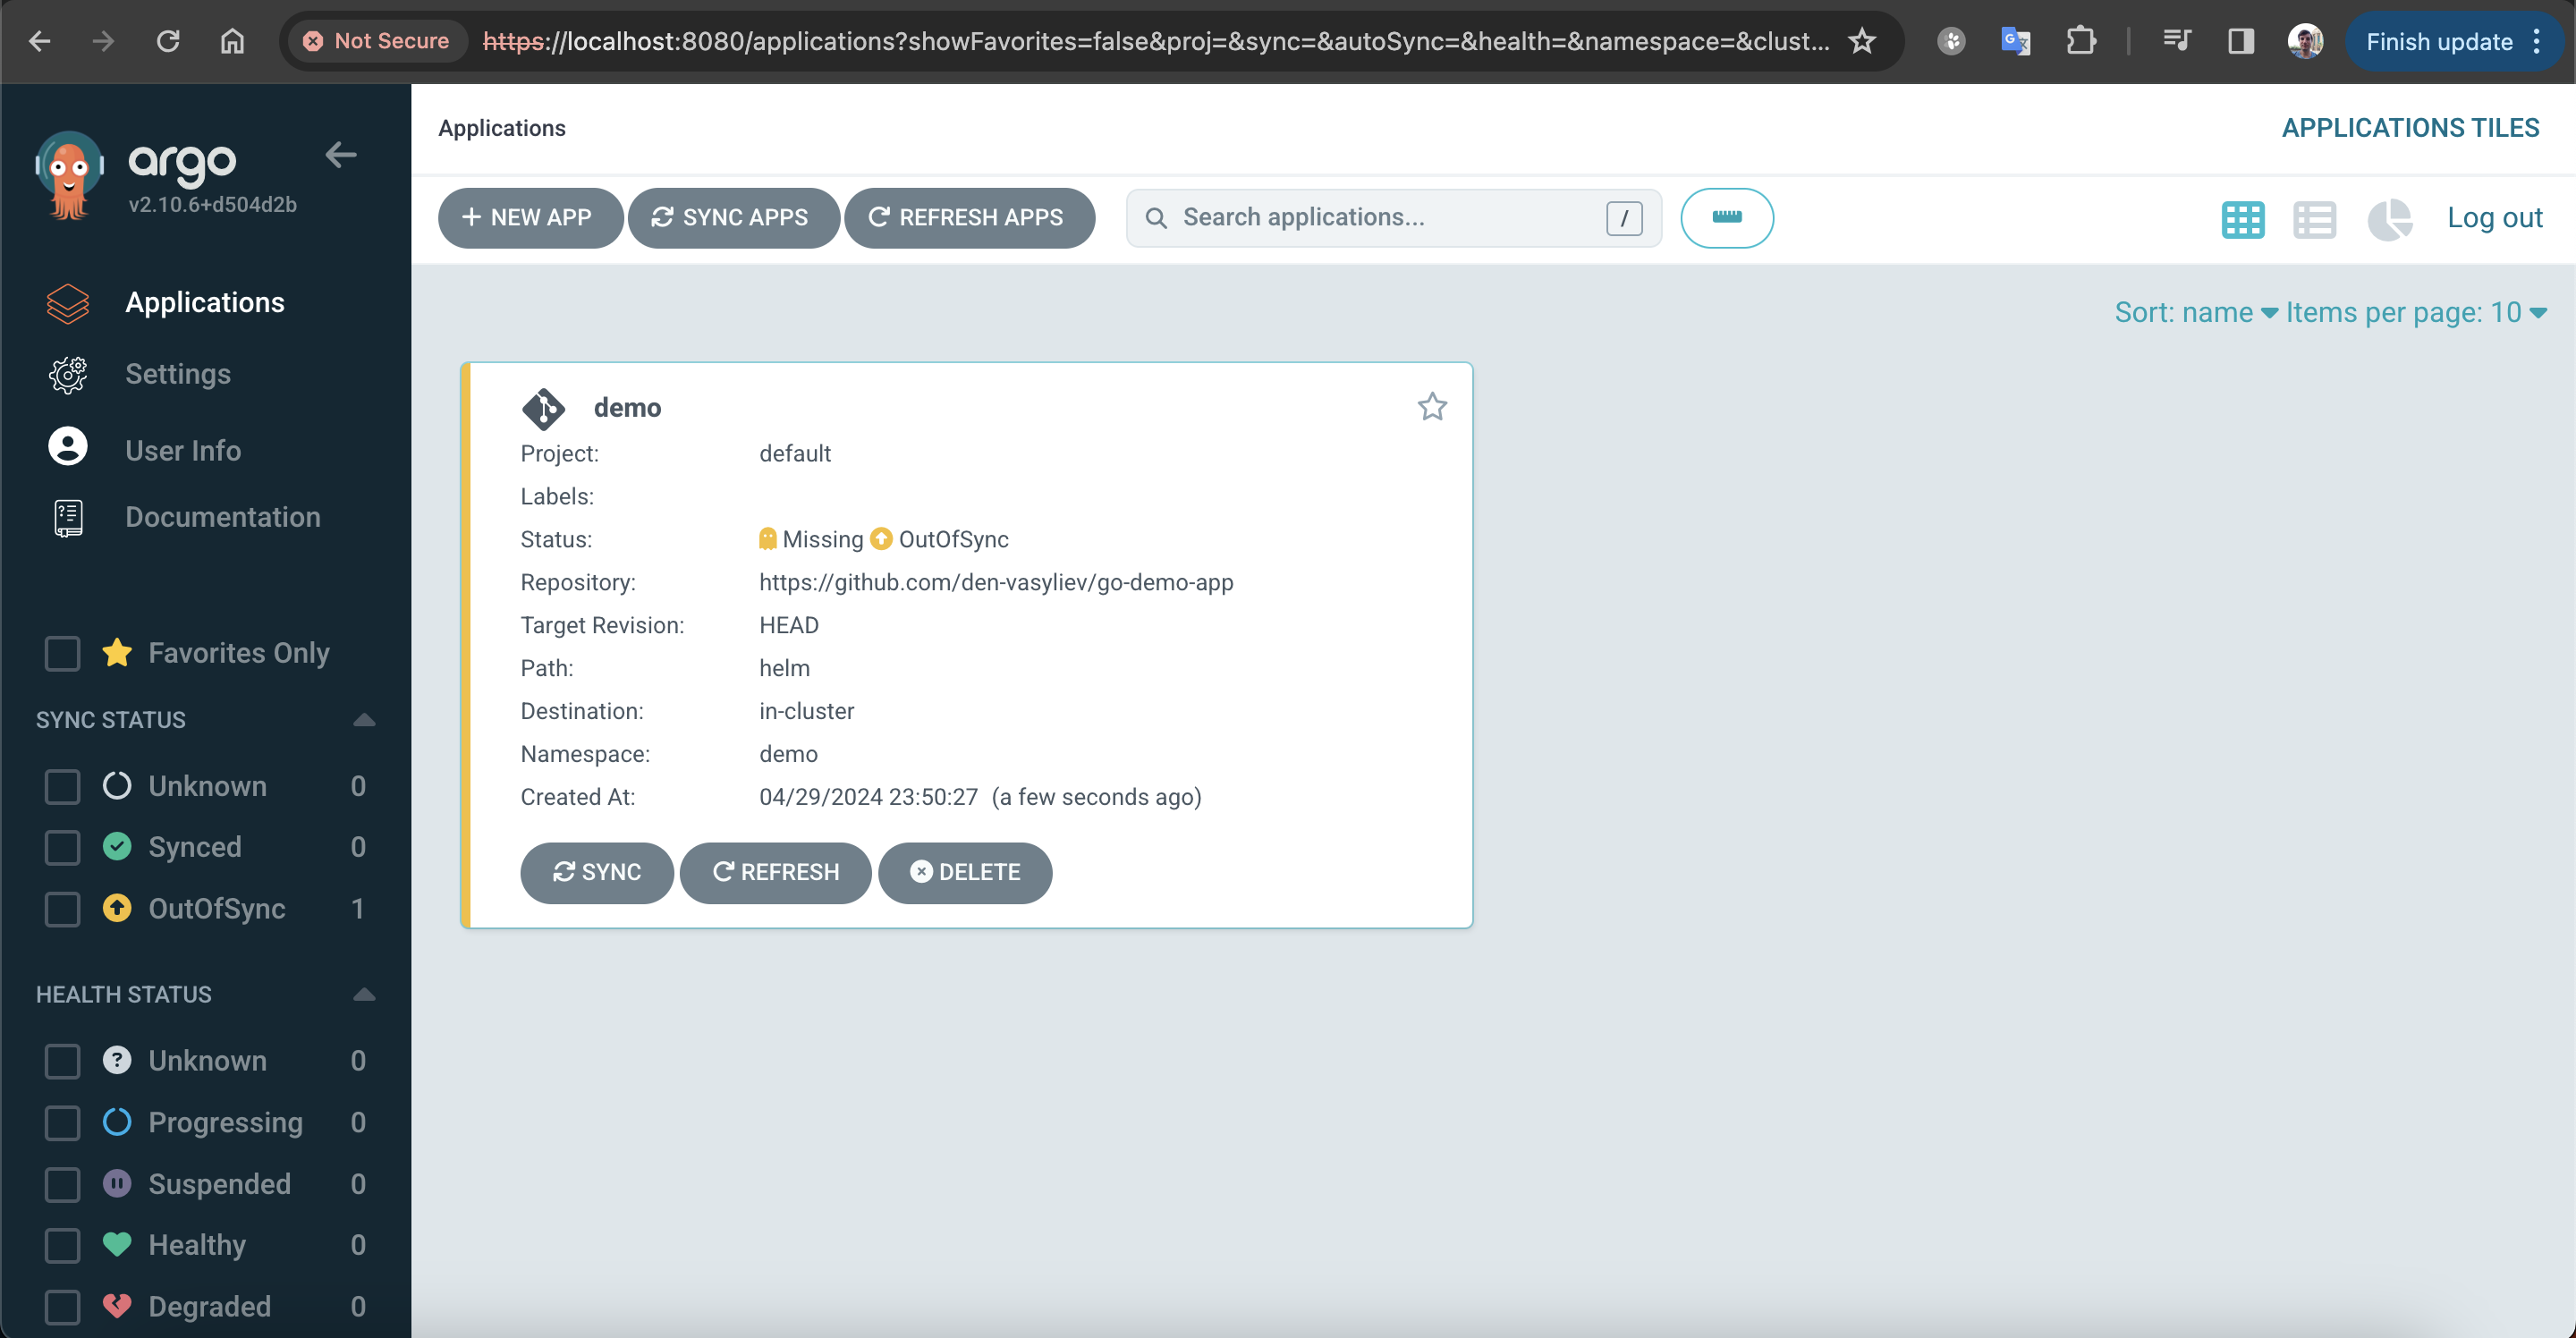 Not Secure https://localhost:8080/applications?showFavorites=false&proj=&sync=&autoSync=&health=&namespace=&clust... Finish update
argo
v2.10.6+d504d2b
Applications
Settings
User Info
Documentation
Favorites Only
SYNC STATUS
Unknown 0
Synced 0
OutOfSync 1
HEALTH STATUS
Unknown 0
Progressing 0
Suspended 0
Healthy 0
Degraded 0
Applications APPLICATIONS TILES
+ NEW APP SYNC APPS REFRESH APPS Search applications... / Log out
Sort: name Items per page: 10
demo
Project: default
Labels:
Status: Missing OutOfSync
Repository: https://github.com/den-vasyliev/go-demo-app
Target Revision: HEAD
Path: helm
Destination: in-cluster
Namespace: demo
Created At: 04/29/2024 23:50:27 (a few seconds ago)
SYNC REFRESH DELETE